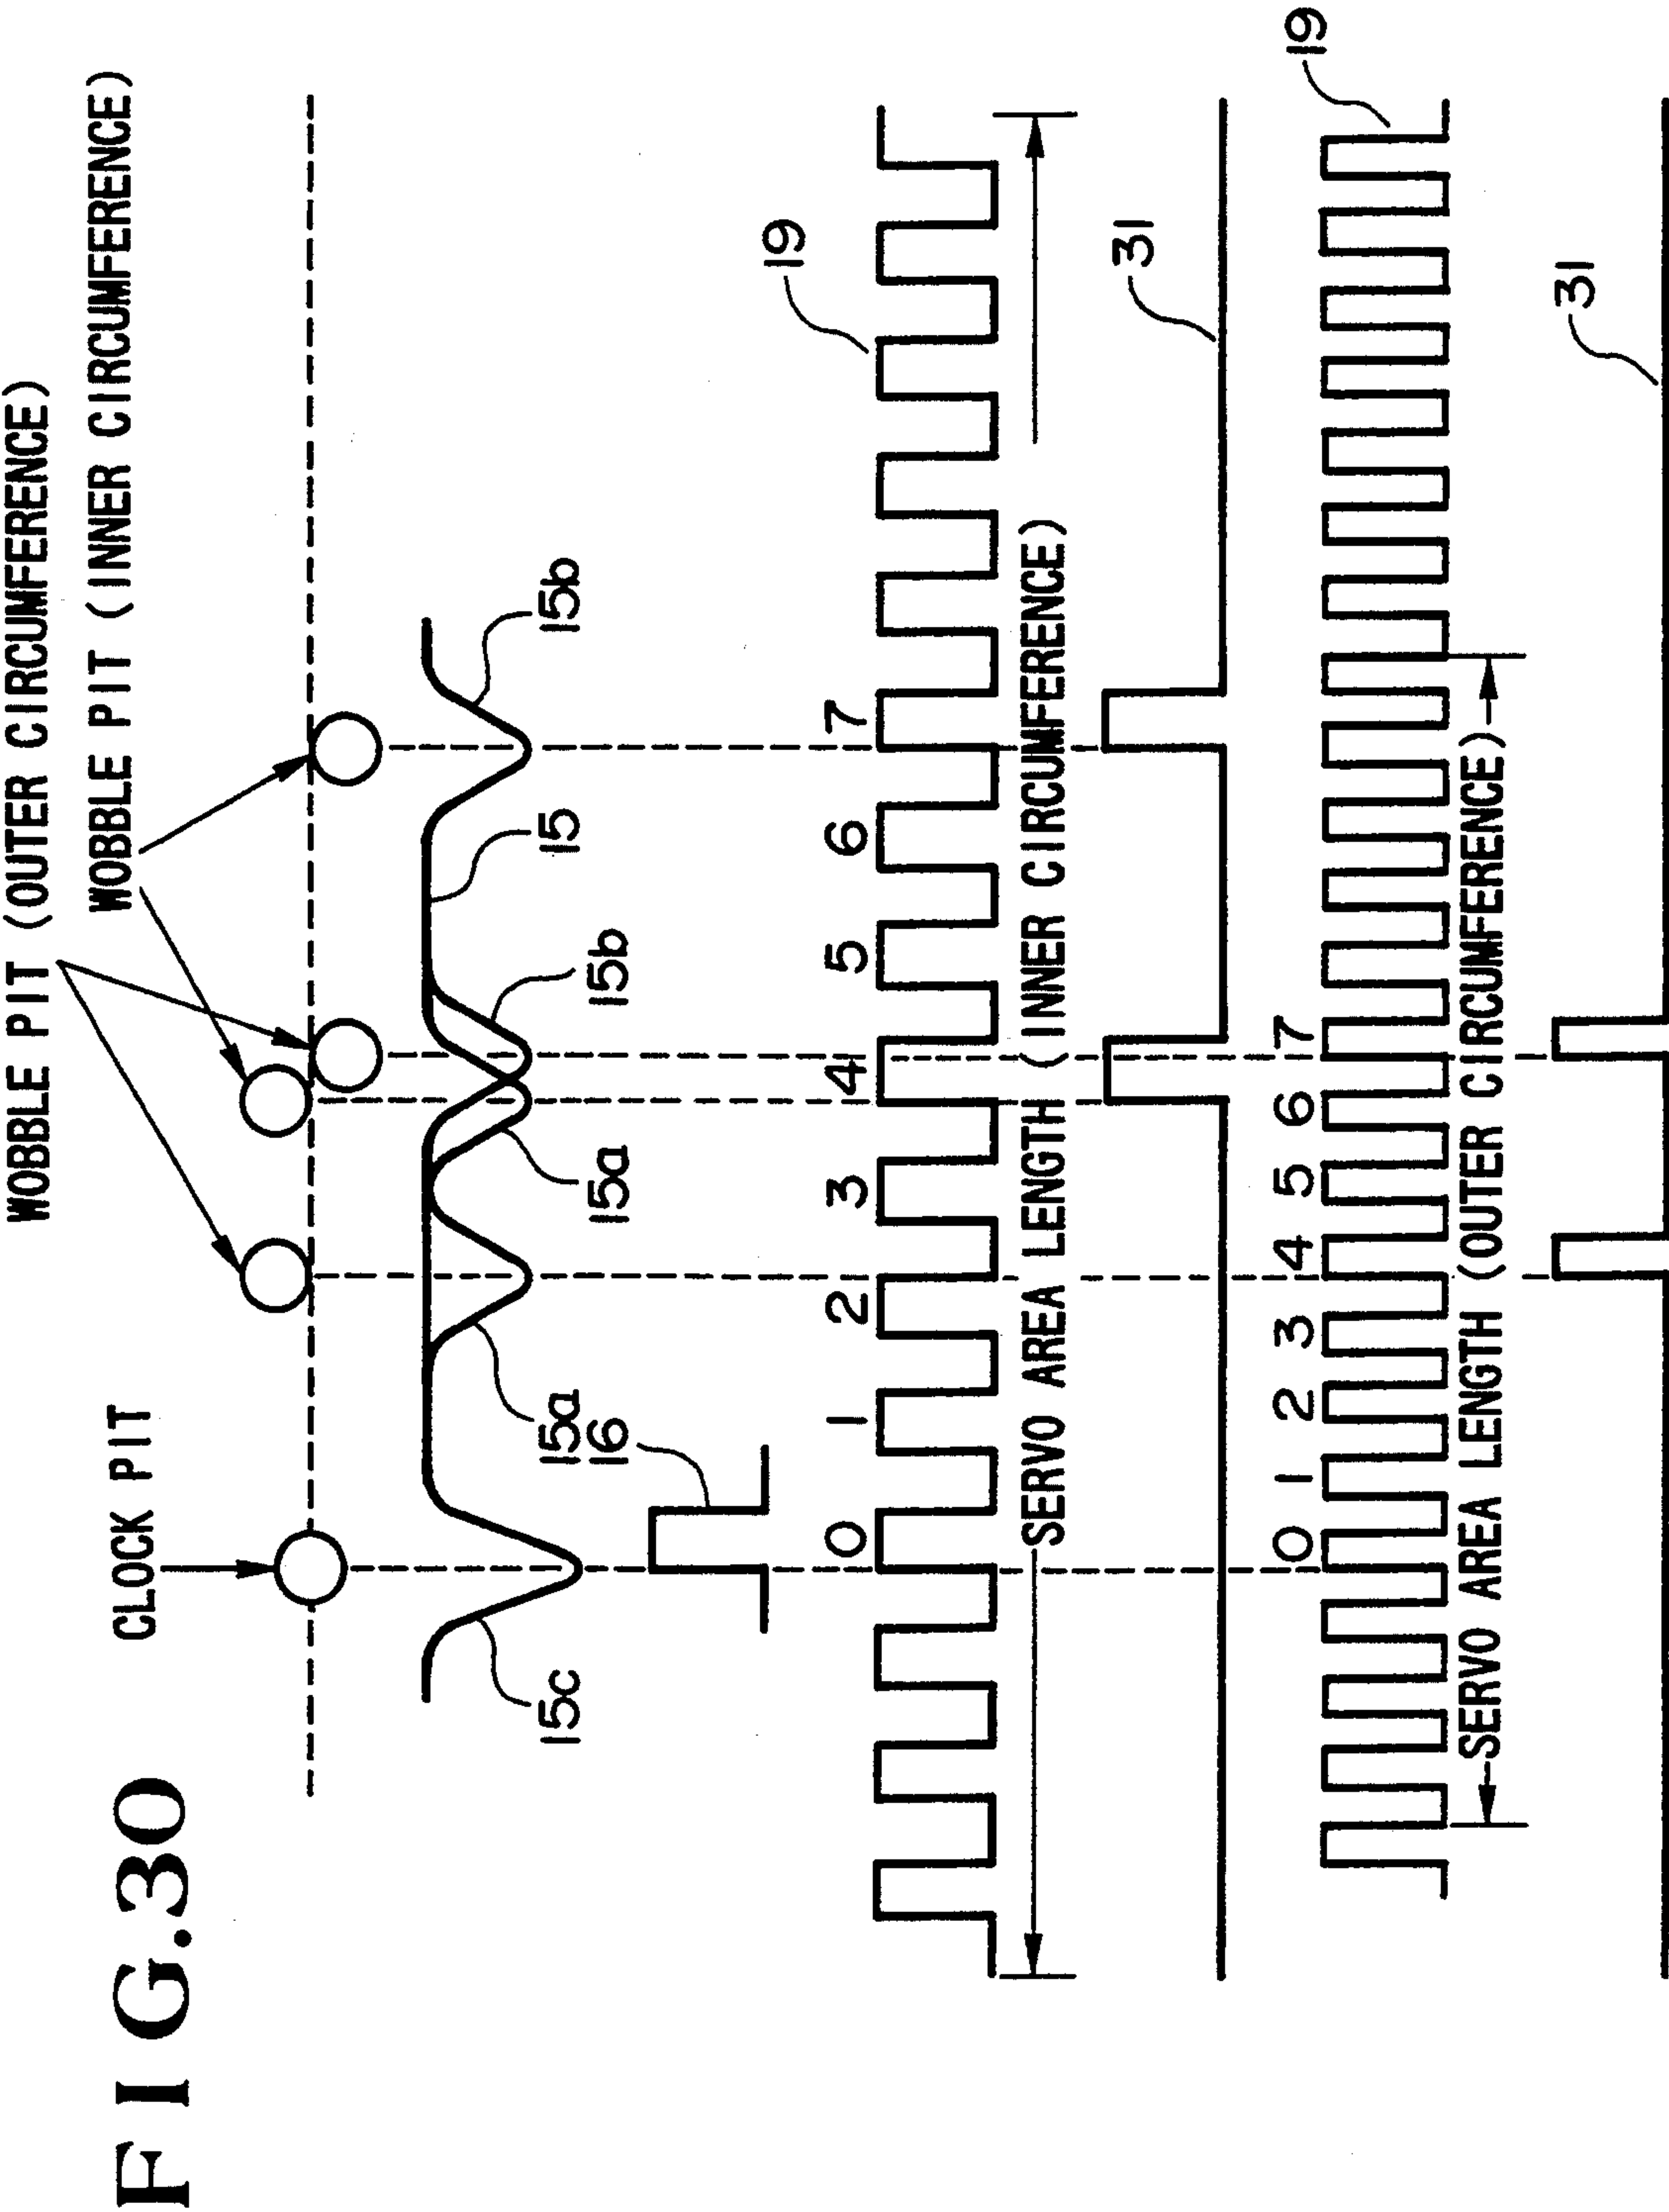 FIG.30
WOBBLE PIT (OUTER CIRCUMFERENCE)
CLOCK PIT
WOBBLE PIT (INNER CIRCUMFERENCE)
15c
15a
15a
15b
15
15b
16
19
0 1 2 3 4 5 6 7
SERVO AREA LENGTH (INNER CIRCUMFERENCE)
31
19
0 1 2 3 4 5 6 7
SERVO AREA LENGTH (OUTER CIRCUMFERENCE)
31